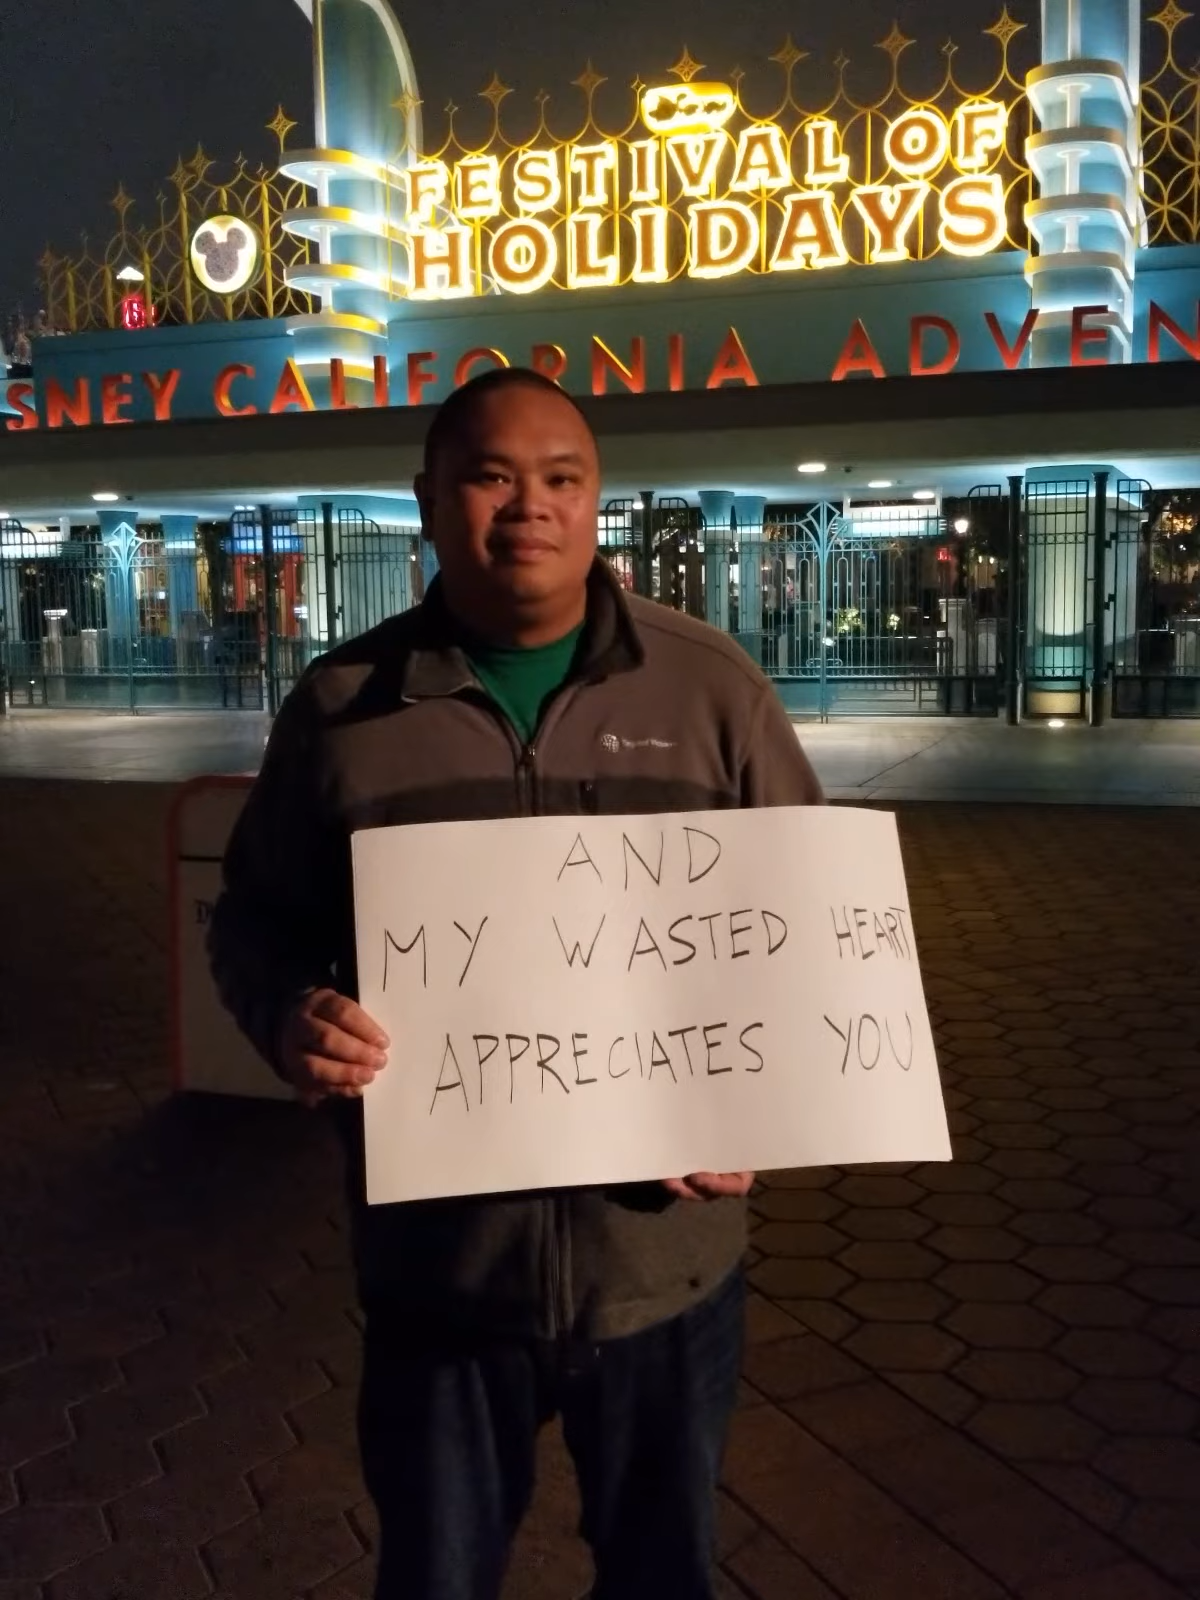 FESTIVAL OF
HOLIDAYS
SNEY CALIFORNIA ADVEN
AND
MY WASTED HEART
APPRECIATES YOU